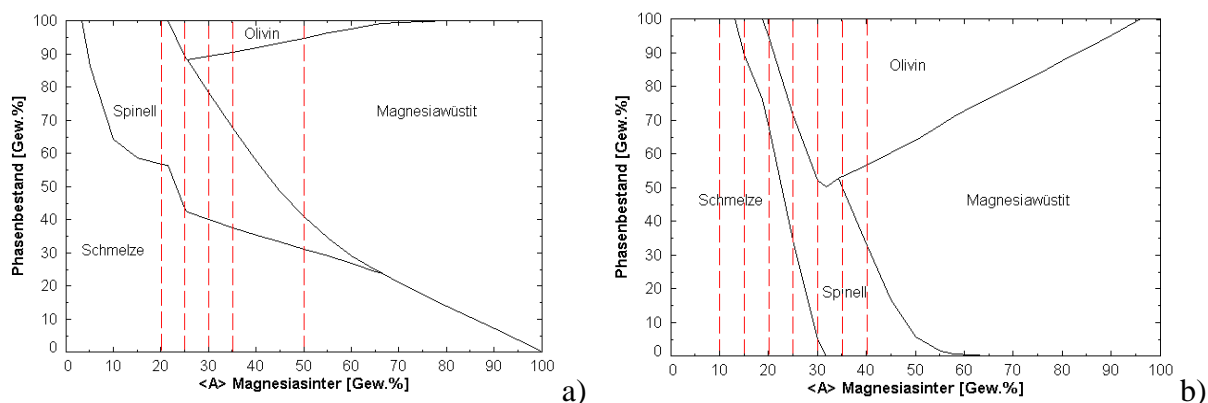 100
90
80
70
60
50
40
30
20
10
0
Phasenbestand [Gew.%]
Olivin
Spinell
Magnesiawüstit
Schmelze
0 10 20 30 40 50 60 70 80 90 100
<A> Magnesiasinter [Gew.%]
a)
100
90
80
70
60
50
40
30
20
10
0
Phasenbestand [Gew.%]
Olivin
Schmelze
Magnesiawüstit
Spinell
0 10 20 30 40 50 60 70 80 90 100
<A> Magnesiasinter [Gew.%]
b)